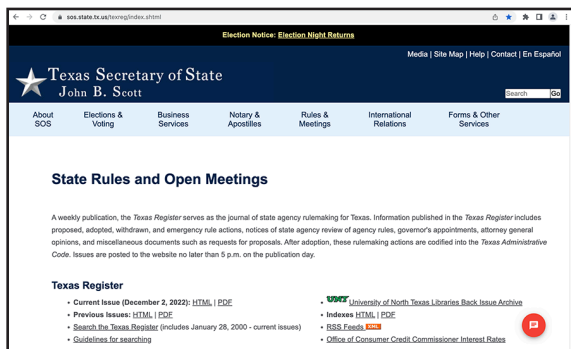 sos.state.tx.us/texreg/index.shtml
Election Notice: Election Night Returns
Media | Site Map | Help | Contact | En Español
Texas Secretary of State
John B. Scott
Search Go
About SOS Elections & Voting Business Services Notary & Apostilles Rules & Meetings International Relations Forms & Other Services
State Rules and Open Meetings
A weekly publication, the Texas Register serves as the journal of state agency rulemaking for Texas. Information published in the Texas Register includes
proposed, adopted, withdrawn, and emergency rule actions, notices of state agency review of agency rules, governor's appointments, attorney general
opinions, and miscellaneous documents such as requests for proposals. After adoption, these rulemaking actions are codified into the Texas Administrative
Code. Issues are posted to the website no later than 5 p.m. on the publication day.
Texas Register
• Current Issue (December 2, 2022): HTML | PDF
• Previous Issues: HTML | PDF
• Search the Texas Register (includes January 28, 2000 - current issues)
• Guidelines for searching
• UNT University of North Texas Libraries Back Issue Archive
• Indexes HTML | PDF
• RSS Feeds XML
• Office of Consumer Credit Commissioner Interest Rates